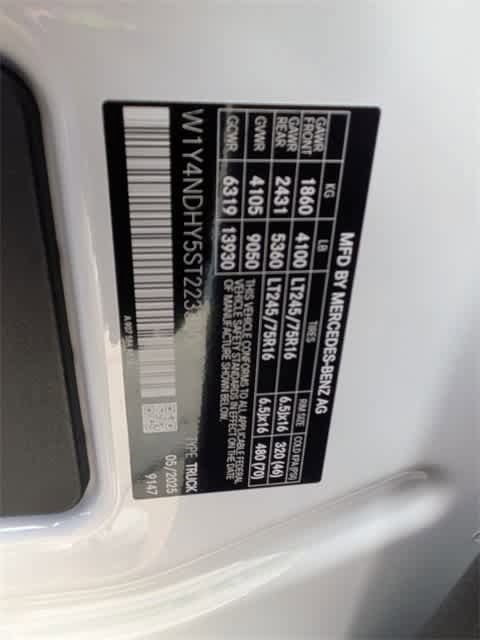 MFD BY MERCEDES-BENZ AG
KG LB TIRES RIM SIZE COLD KPA(PSI)
GAWR FRONT 1860 4100 LT245/75R16 6.5Jx16 320 (46)
GAWR REAR 2431 5360 LT245/75R16 6.5Jx16 480 (70)
GVWR 4105 9050
GCWR 6319 13930
THIS VEHICLE CONFORMS TO ALL APPLICABLE FEDERAL
VEHICLE SAFETY STANDARDS IN EFFECT ON THE DATE
OF MANUFACTURE SHOWN BELOW.
W1Y4NDHY5ST223
TYPE TRUCK
05/2025
9147
A 907 584